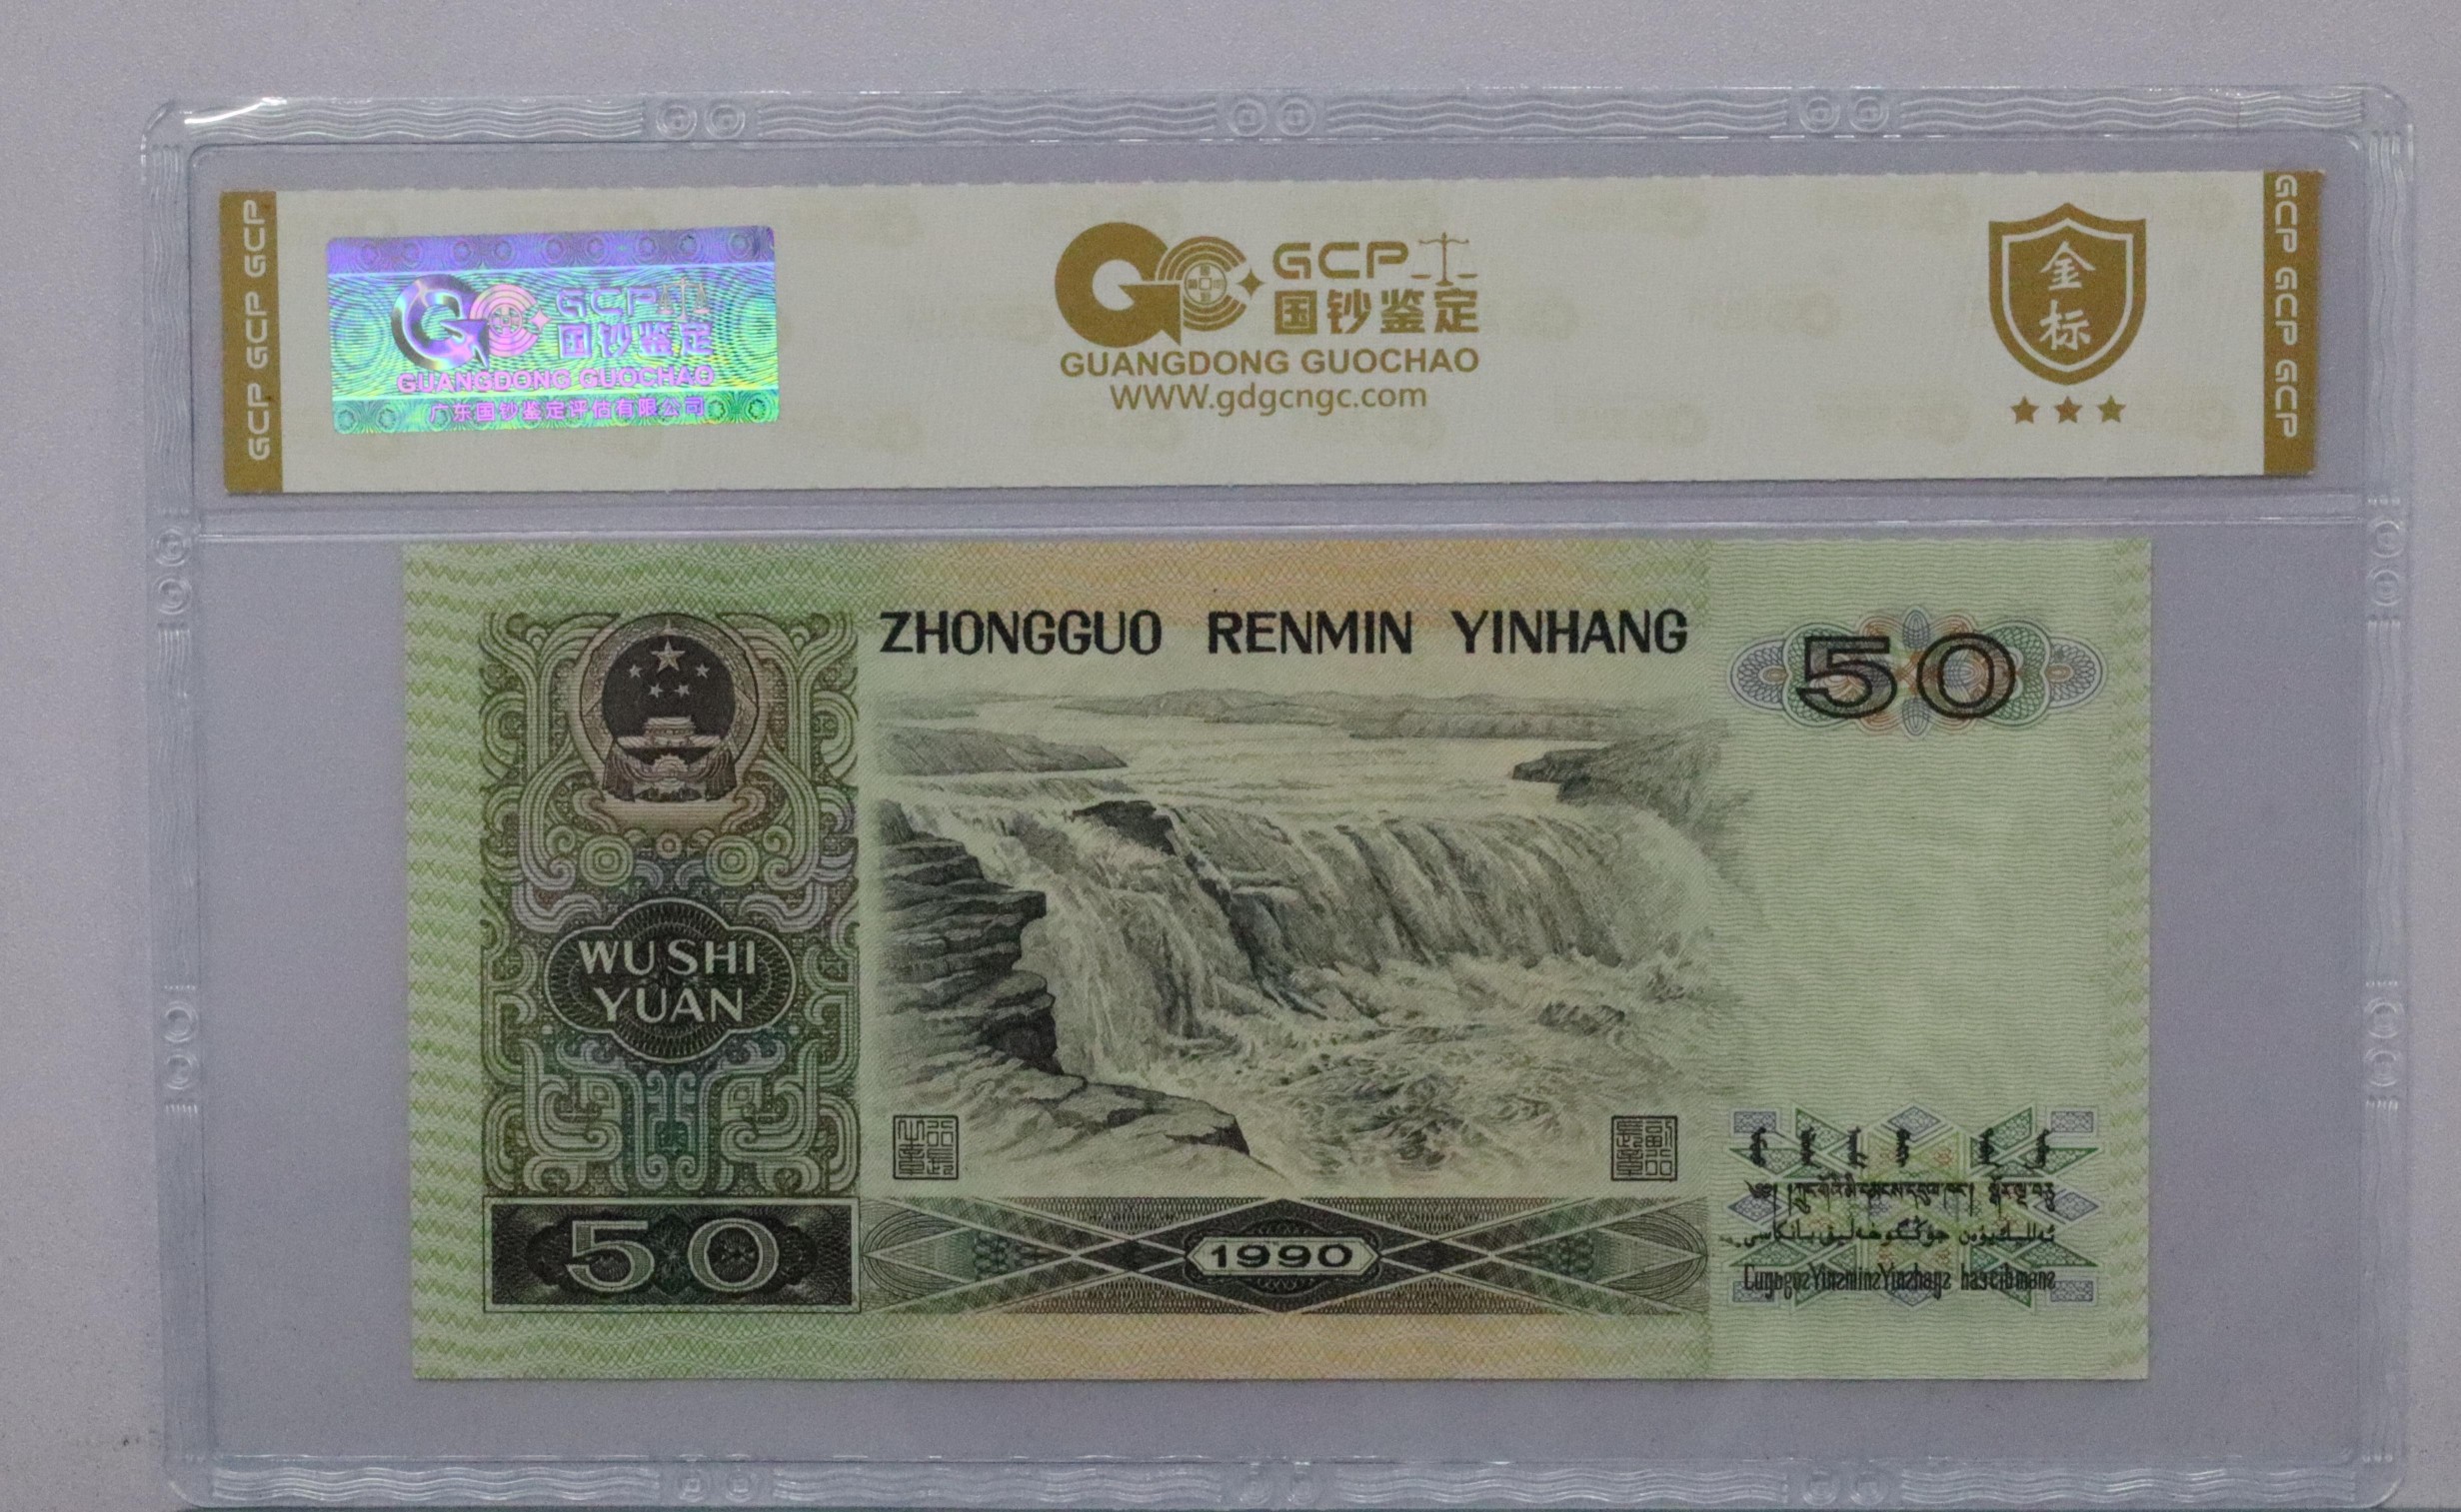 GCP GCP GCP
GCP 国钞鉴定
GUANGDONG GUOCHAO
广东国钞鉴定评估有限公司
GCP
国钞鉴定
GUANGDONG GUOCHAO
WWW.gdgcngc.com
金标
GCP GCP GCP
ZHONGGUO RENMIN YINHANG
50
WU SHI
YUAN
50
1990